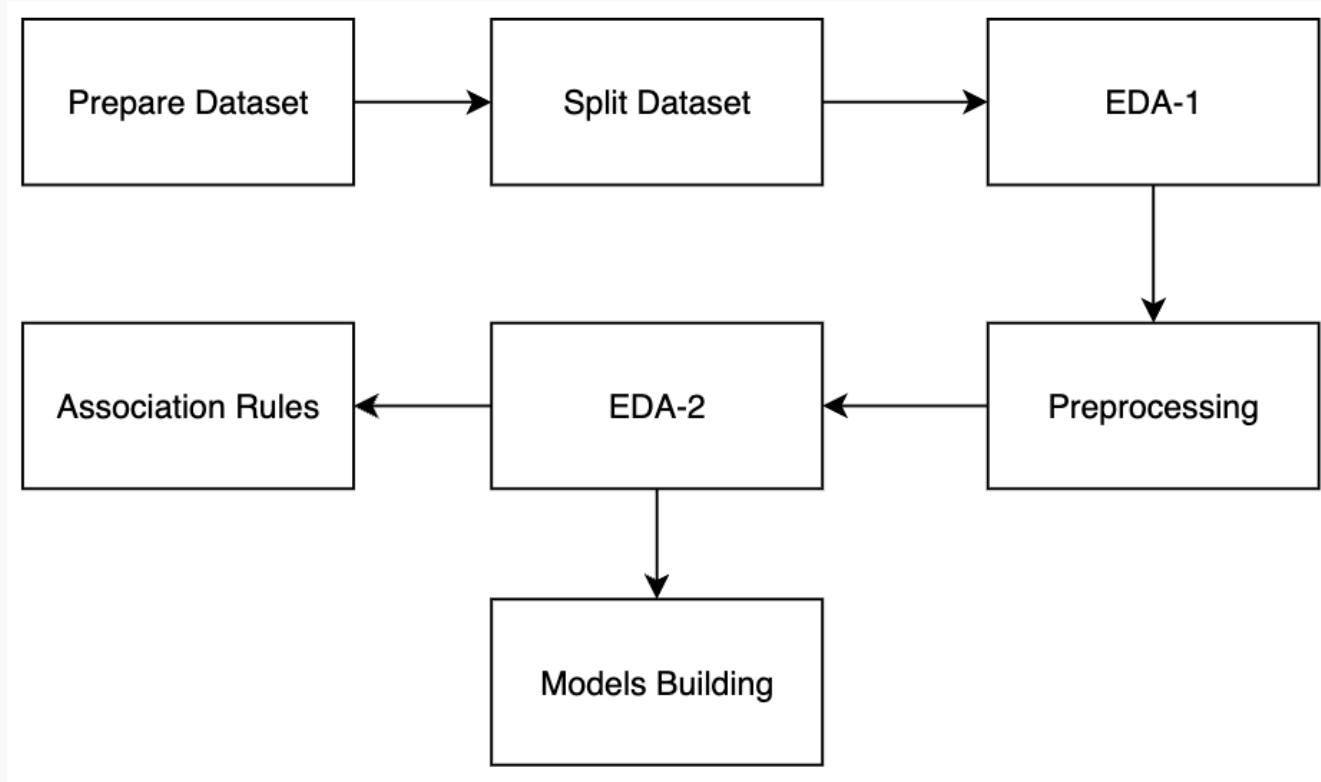 Prepare Dataset
Split Dataset
EDA-1
Association Rules
EDA-2
Preprocessing
Models Building